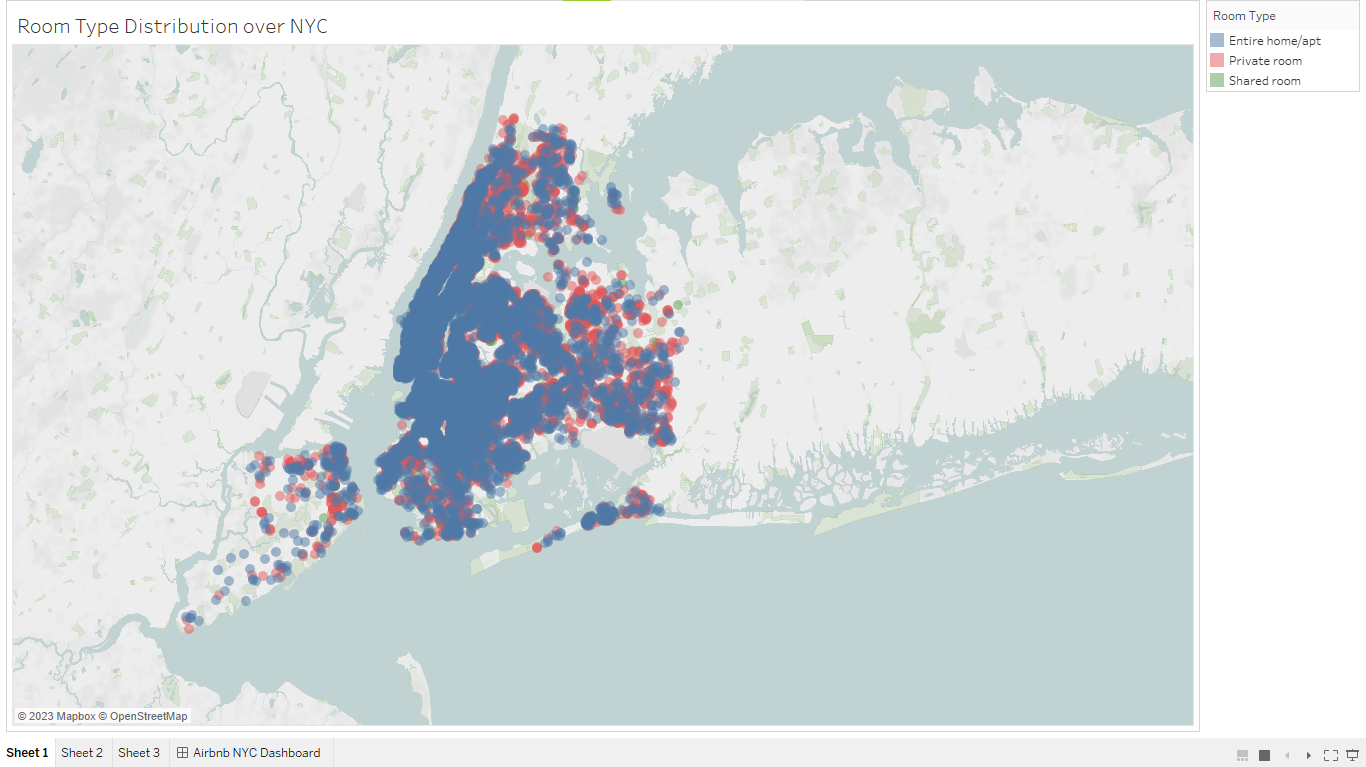 Room Type Distribution over NYC
Room Type
Entire home/apt
Private room
Shared room
© 2023 Mapbox © OpenStreetMap
Sheet 1 Sheet 2 Sheet 3 Airbnb NYC Dashboard